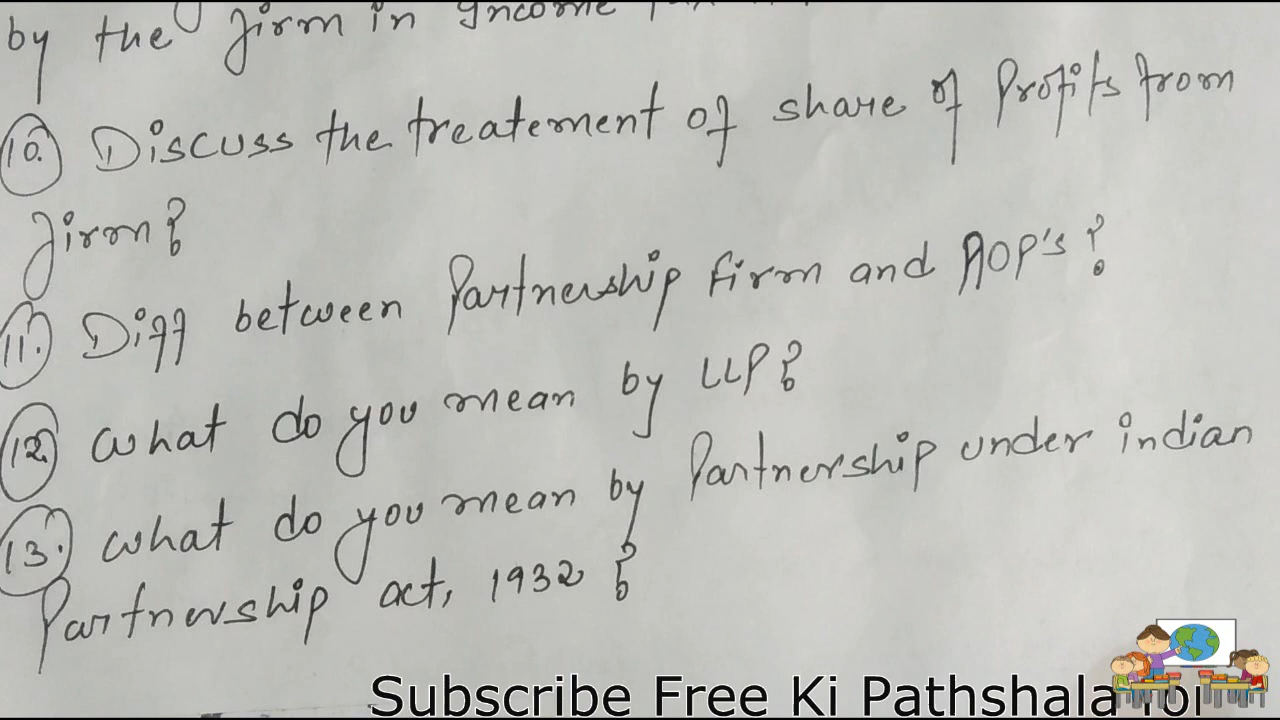 by the firm in Income
10. Discuss the treatement of share of Profits from
firm?
11. Diff between Partnership firm and AOP's?
12. What do you mean by LLP?
13. What do you mean by Partnership under indian
Partnership act, 1932?
Subscribe Free Ki Pathshala for